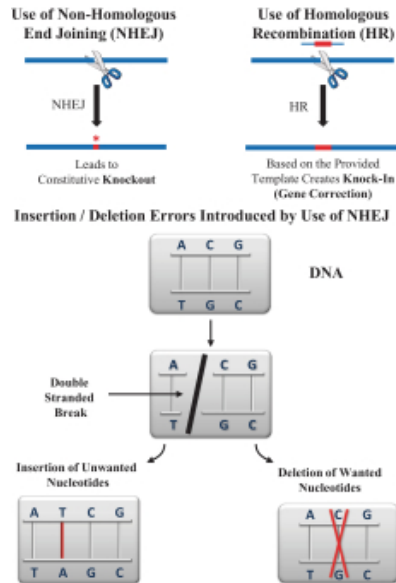 Use of Non-Homologous
End Joining (NHEJ)
Use of Homologous
Recombination (HR)
NHEJ
HR
*
Leads to
Constitutive Knockout
Based on the Provided
Template Creates Knock-In
(Gene Correction)
Insertion / Deletion Errors Introduced by Use of NHEJ
A C G
DNA
T G C
A C G
Double
Stranded
Break
T G C
Insertion of Unwanted
Nucleotides
Deletion of Wanted
Nucleotides
A T C G
A C G
T A G C
T G C